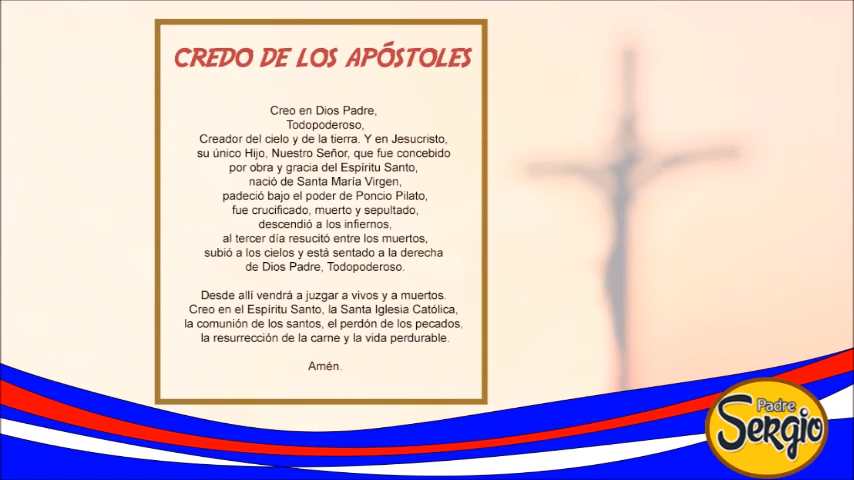 CREDO DE LOS APÓSTOLES
Creo en Dios Padre,
Todopoderoso,
Creador del cielo y de la tierra. Y en Jesucristo,
su único Hijo, Nuestro Señor, que fue concebido
por obra y gracia del Espíritu Santo,
nació de Santa María Virgen,
padeció bajo el poder de Poncio Pilato,
fue crucificado, muerto y sepultado,
descendió a los infiernos,
al tercer día resucitó entre los muertos,
subió a los cielos y está sentado a la derecha
de Dios Padre, Todopoderoso.
Desde allí vendrá a juzgar a vivos y a muertos.
Creo en el Espíritu Santo, la Santa Iglesia Católica,
la comunión de los santos, el perdón de los pecados,
la resurrección de la carne y la vida perdurable.
Amén.
Padre
Sergio